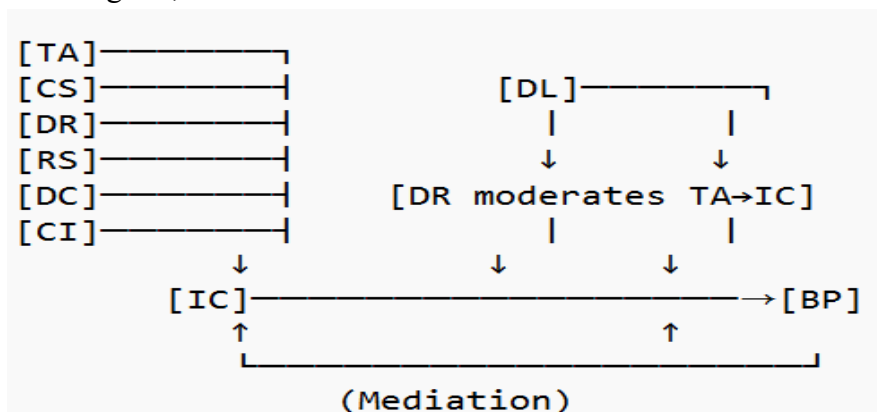 [TA]
[CS] [DL]
[DR]
[RS]
[DC] [DR moderates TA→IC]
[CI]
[IC] [BP]
(Mediation)